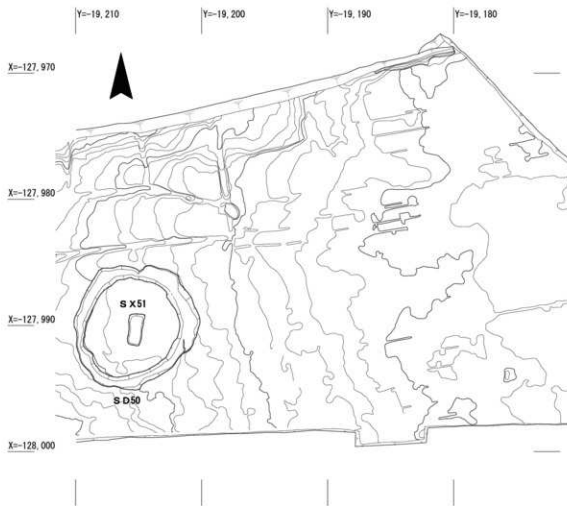 Y=-19, 210
Y=-19, 200
Y=-19, 190
Y=-19, 180
X=-127, 970
X=-127, 980
X=-127, 990
X=-128, 000
S X51
S D50